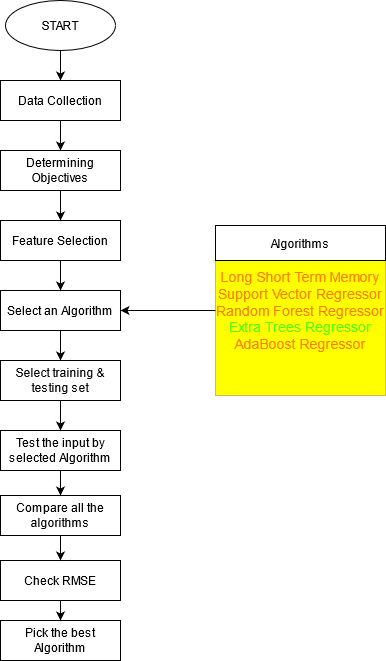 START
Data Collection
Determining
Objectives
Feature Selection
Algorithms
Long Short Term Memory
Support Vector Regressor
Random Forest Regressor
Extra Trees Regressor
AdaBoost Regressor
Select an Algorithm
Select training &
testing set
Test the input by
selected Algorithm
Compare all the
algorithms
Check RMSE
Pick the best
Algorithm